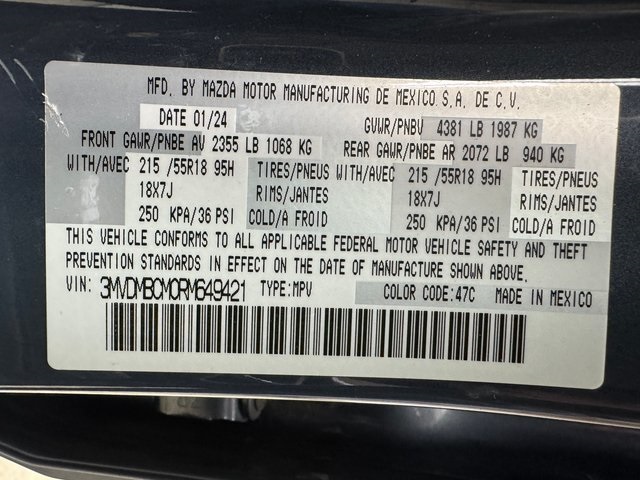 MFD. BY MAZDA MOTOR MANUFACTURING DE MEXICO S.A. DE C.V.
DATE 01/24 GVWR/PNBV 4381 LB 1987 KG
FRONT GAWR/PNBE AV 2355 LB 1068 KG REAR GAWR/PNBE AR 2072 LB 940 KG
WITH/AVEC 215 /55R18 95H TIRES/PNEUS WITH/AVEC 215 /55R18 95H TIRES/PNEUS
18X7J RIMS/JANTES 18X7J RIMS/JANTES
250 KPA/36 PSI COLD/A FROID 250 KPA/36 PSI COLD/A FROID
THIS VEHICLE CONFORMS TO ALL APPLICABLE FEDERAL MOTOR VEHICLE SAFETY AND THEFT
PREVENTION STANDARDS IN EFFECT ON THE DATE OF MANUFACTURE SHOWN ABOVE.
VIN: 3MVDMBCM0RM649421 TYPE:MPV COLOR CODE:47C MADE IN MEXICO